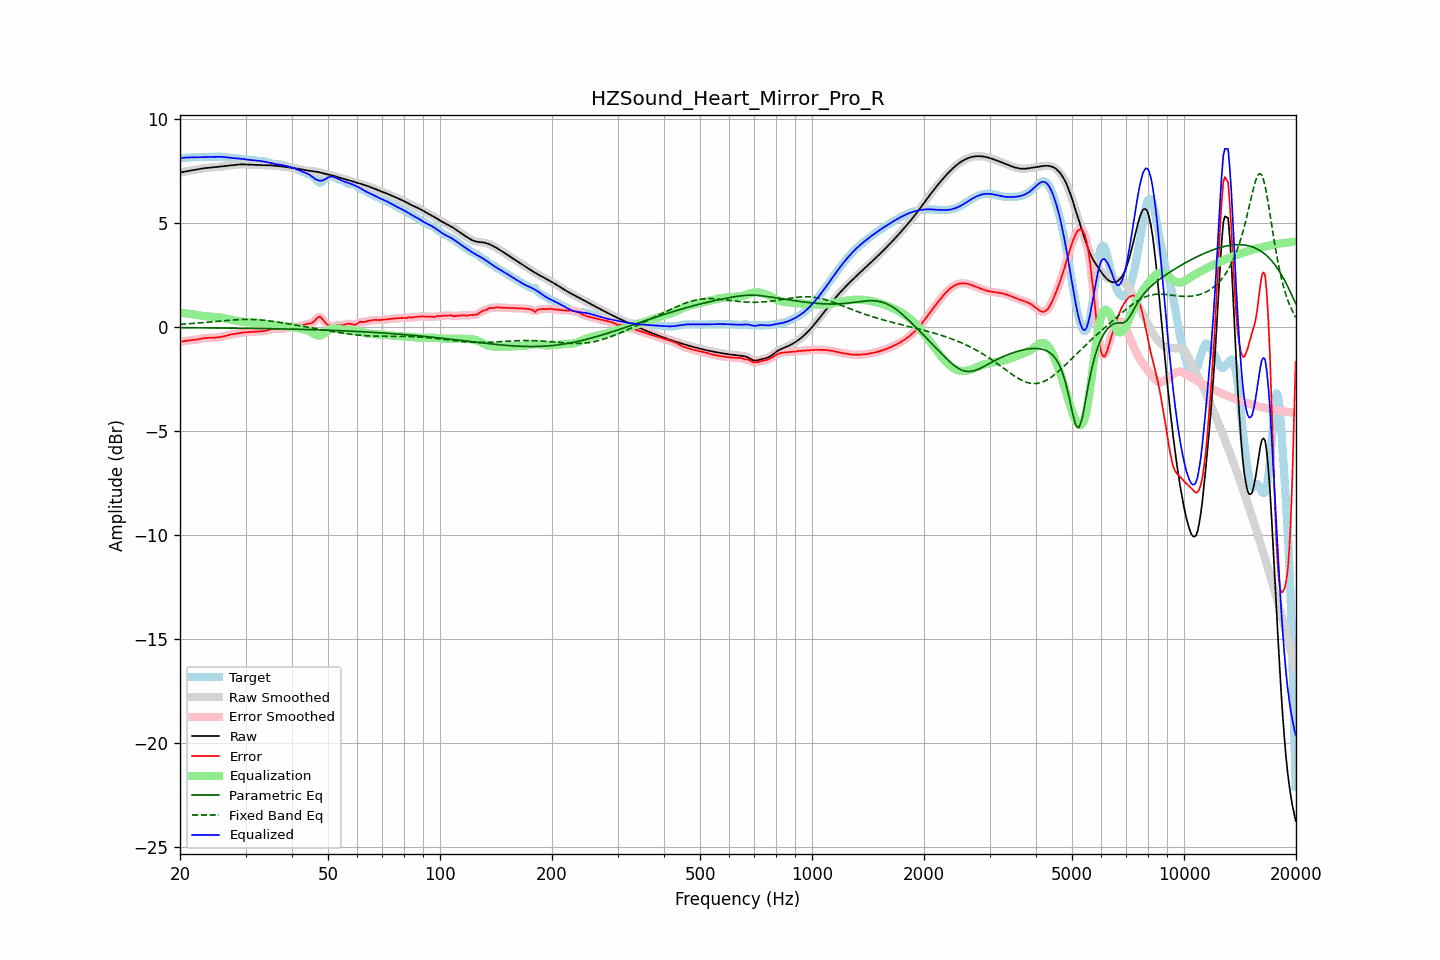 HZSound_Heart_Mirror_Pro_R
Amplitude (dBr)
10
5
0
−5
−10
−15
−20
−25
Target
Raw Smoothed
Error Smoothed
Raw
Error
Equalization
Parametric Eq
Fixed Band Eq
Equalized
20 50 100 200 500 1000 2000 5000 10000 20000
Frequency (Hz)